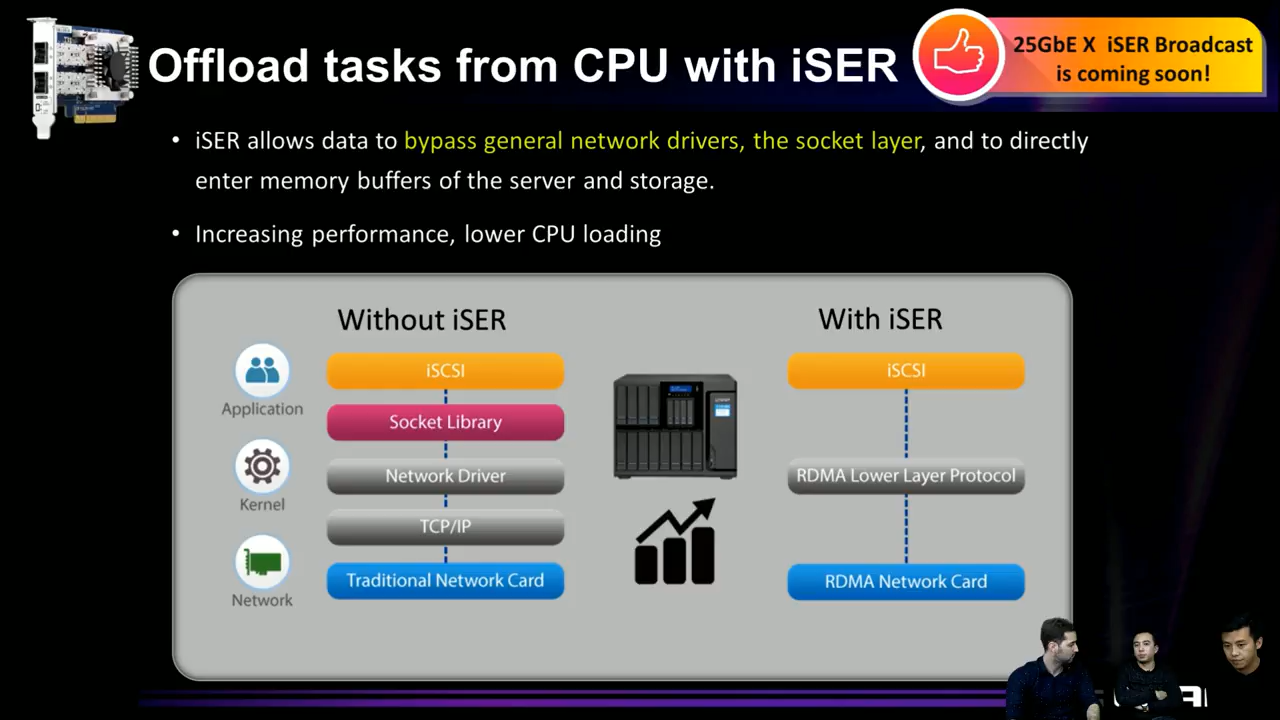 Offload tasks from CPU with iSER
25GbE X iSER Broadcast
is coming soon!
• iSER allows data to bypass general network drivers, the socket layer, and to directly
enter memory buffers of the server and storage.
• Increasing performance, lower CPU loading
Without iSER
With iSER
Application
iSCSI
Socket Library
Kernel
Network Driver
TCP/IP
Network
Traditional Network Card
iSCSI
RDMA Lower Layer Protocol
RDMA Network Card